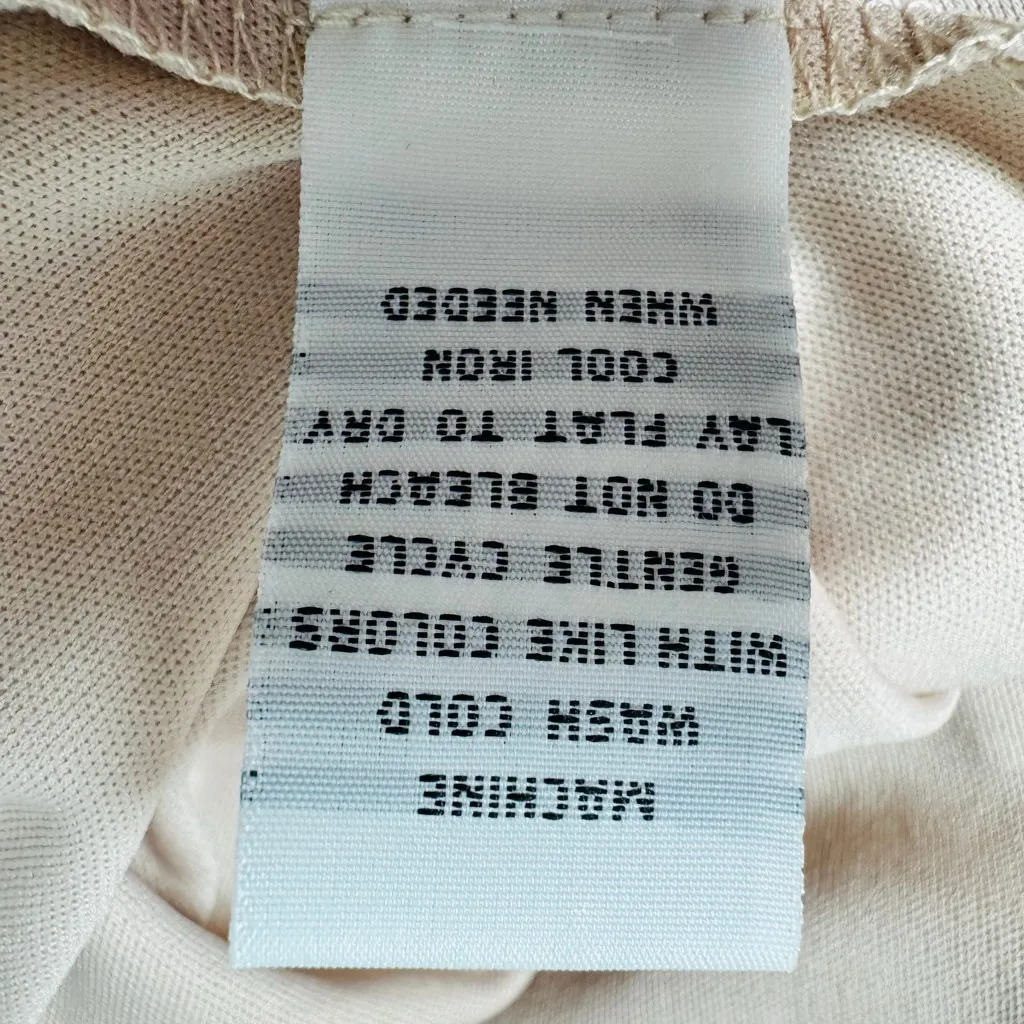 MACHINE
WASH COLD
WITH LIKE COLORS
GENTLE CYCLE
DO NOT BLEACH
LAY FLAT TO DRY
COOL IRON
WHEN NEEDED